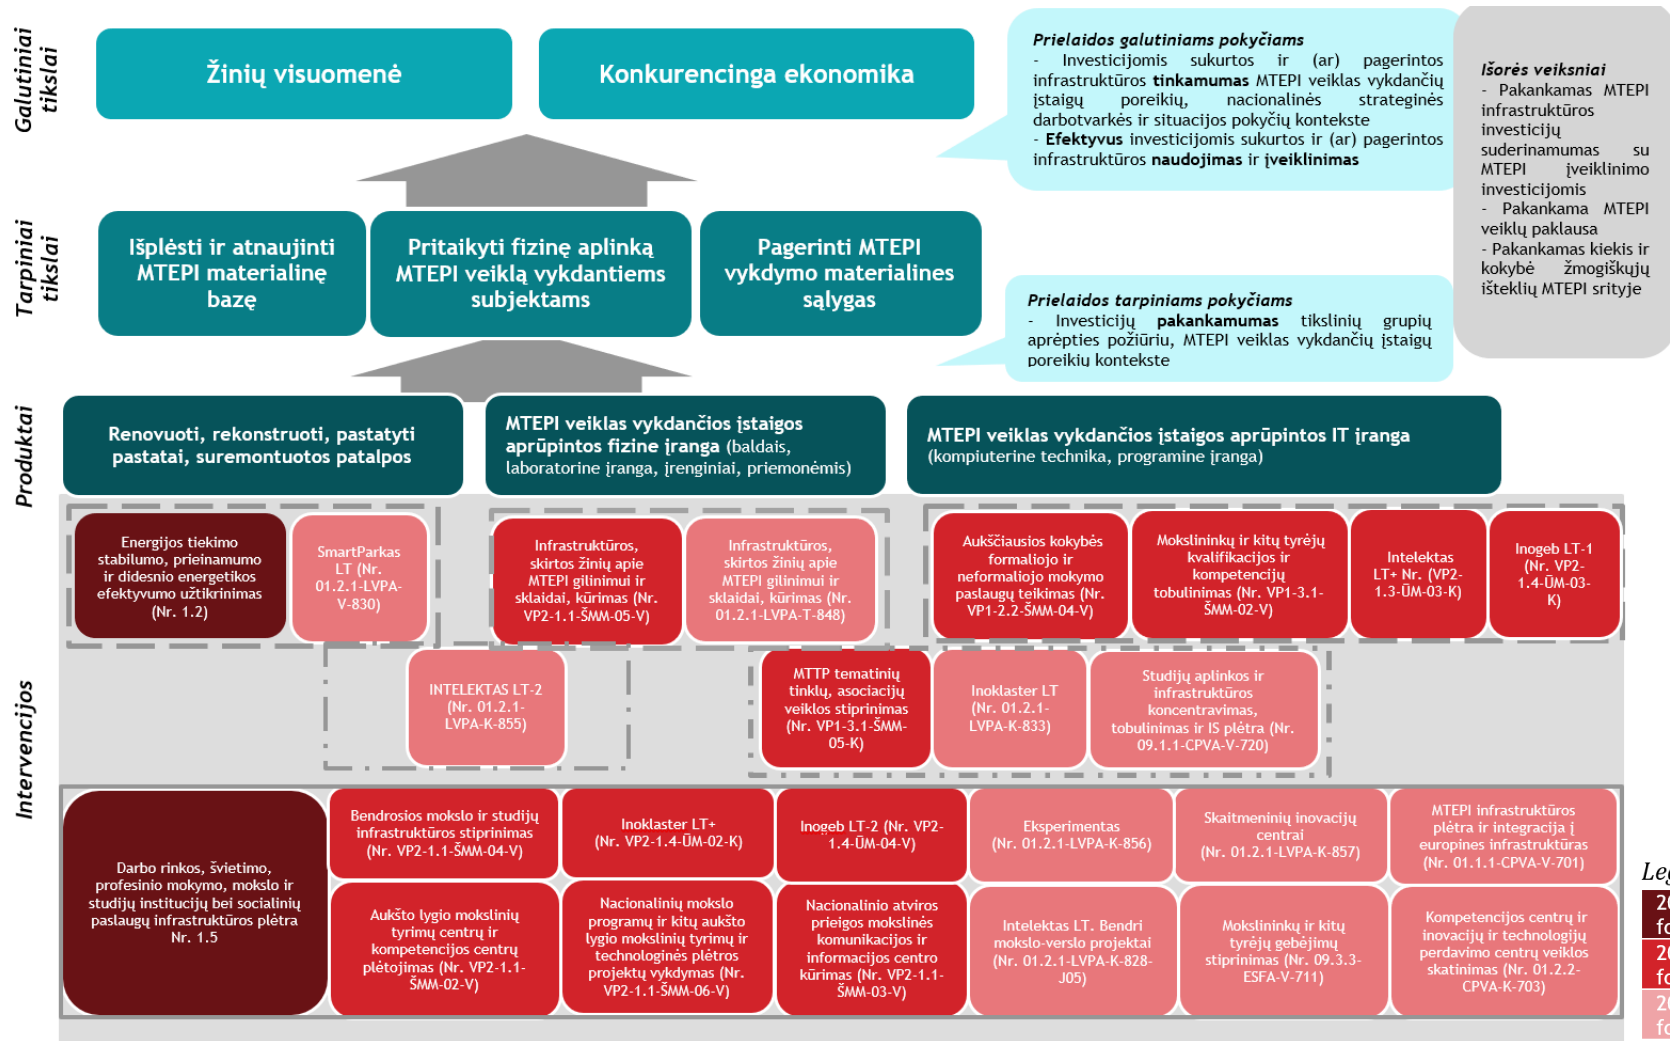 Galutiniai
tikslai
Žinių visuomenė
Konkurencinga ekonomika
Prielaidos galutiniams pokyčiams
- Investicijomis sukurtos ir (ar) pagerintos
infrastruktūros tinkamumas MTEPI veiklas vykdančių
įstaigų poreikių, nacionalinės strateginės
darbotvarkės ir situacijos pokyčių kontekste
- Efektyvus investicijomis sukurtos ir (ar) pagerintos
infrastruktūros naudojimas ir įveiklinimas
Išorės veiksniai
- Pakankamas MTEPI
infrastruktūros
investicijų
suderinamumas su
MTEPI įveiklinimo
investicijomis
- Pakankama MTEPI
veiklų paklausa
- Pakankamas kiekis ir
kokybė žmogiškųjų
išteklių MTEPI srityje
Tarpiniai
tikslai
Išplėsti ir atnaujinti
MTEPI materialinę
bazę
Pritaikyti fizinę aplinką
MTEPI veiklą vykdantiems
subjektams
Pagerinti MTEPI
vykdymo materialines
sąlygas
Prielaidos tarpiniams pokyčiams
- Investicijų pakankamumas tikslinių grupių
aprėpties požiūriu, MTEPI veiklas vykdančių įstaigų
poreikių kontekste
Produktai
Renovuoti, rekonstruoti, pastatyti
pastatai, suremontuotos patalpos
MTEPI veiklas vykdančios įstaigos
aprūpintos fizine įranga (baldais,
laboratorine įranga, įrenginiai, priemonėmis)
MTEPI veiklas vykdančios įstaigos aprūpintos IT įranga
(kompiuterine technika, programine įranga)
Intervencijos
Energijos tiekimo
stabilumo, prieinamumo
ir didesnio energetikos
efektyvumo užtikrinimas
(Nr. 1.2)
SmartParkas
LT (Nr.
01.2.1-LVPA-
V-830)
Infrastruktūros,
skirtos žinių apie
MTEPI gilinimui ir
sklaidai, kūrimas (Nr.
VP2-1.1-ŠMM-05-V)
Infrastruktūros,
skirtos žinių apie
MTEPI gilinimui ir
sklaidai, kūrimas (Nr.
01.2.1-LVPA-T-848)
Aukščiausios kokybės
formaliojo ir
neformaliojo mokymo
paslaugų teikimas (Nr.
VP1-2.2-ŠMM-04-V)
Mokslininkų ir kitų tyrėjų
kvalifikacijos ir
kompetencijų
tobulinimas (Nr. VP1-3.1-
ŠMM-02-V)
Intelektas
LT+ Nr. (VP2-
1.3-ŪM-03-K)
Inogeb LT-1
(Nr. VP2-
1.4-ŪM-03-
K)
INTELEKTAS LT-2
(Nr. 01.2.1-
LVPA-K-855)
MTTP tematinių
tinklų, asociacijų
veiklos stiprinimas
(Nr. VP1-3.1-ŠMM-
05-K)
Inoklaster LT
(Nr. 01.2.1-
LVPA-K-833)
Studijų aplinkos ir
infrastruktūros
koncentravimas,
tobulinimas ir IS plėtra (Nr.
09.1.1-CPVA-V-720)
Darbo rinkos, švietimo,
profesinio mokymo, mokslo ir
studijų institucijų bei socialinių
paslaugų infrastruktūros plėtra
Nr. 1.5
Bendrosios mokslo ir studijų
infrastruktūros stiprinimas
(Nr. VP2-1.1-ŠMM-04-V)
Inoklaster LT+
(Nr. VP2-1.4-ŪM-02-K)
Inogeb LT-2 (Nr. VP2-
1.4-ŪM-04-V)
Eksperimentas
(Nr. 01.2.1-LVPA-K-856)
Skaitmeninių inovacijų
centrai
(Nr. 01.2.1-LVPA-K-857)
MTEPI infrastruktūros
plėtra ir integracija į
europines infrastruktūras
(Nr. 01.1.1-CPVA-V-701)
Aukšto lygio mokslinių
tyrimų centrų ir
kompetencijos centrų
plėtojimas (Nr. VP2-1.1-
ŠMM-02-V)
Nacionalinių mokslo
programų ir kitų aukšto
lygio mokslinių tyrimų ir
technologinės plėtros
projektų vykdymas (Nr.
VP2-1.1-ŠMM-06-V)
Nacionalinio atviros
prieigos mokslinės
komunikacijos ir
informacijos centro
kūrimas (Nr. VP2-1.1-
ŠMM-03-V)
Intelektas LT. Bendri
mokslo-verslo projektai
(Nr. 01.2.1-LVPA-K-828-
J05)
Mokslininkų ir kitų
tyrėjų gebėjimų
stiprinimas (Nr. 09.3.3-
ESFA-V-711)
Kompetencijos centrų ir
inovacijų ir technologijų
perdavimo centrų veiklos
skatinimas (Nr. 01.2.2-
CPVA-K-703)
Leg
20
fo
20
fo
20
fo